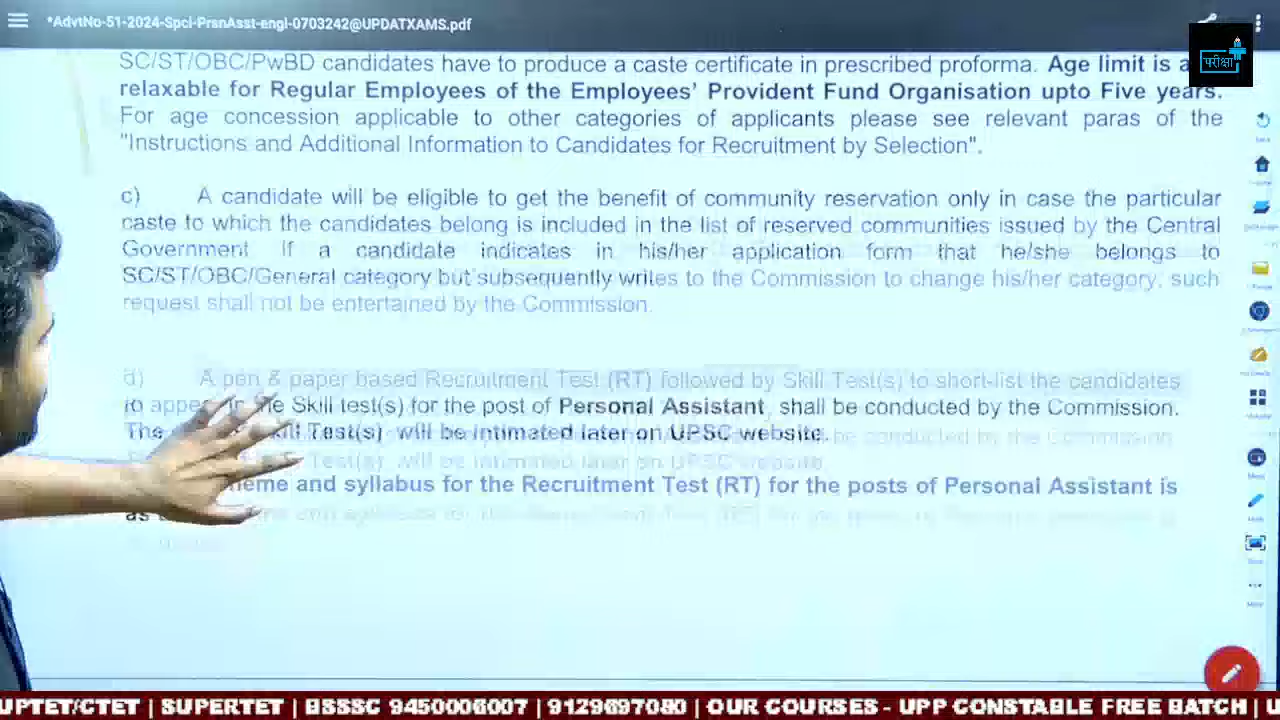 *AdvtNo-51-2024-Spcl-PrsnAsst-engl-0703242@UPDATXAMS.pdf
परीक्षा
SC/ST/OBC/PwBD candidates have to produce a caste certificate in prescribed proforma. Age limit is
relaxable for Regular Employees of the Employees' Provident Fund Organisation upto Five years.
For age concession applicable to other categories of applicants please see relevant paras of the
"Instructions and Additional Information to Candidates for Recruitment by Selection".
c) A candidate will be eligible to get the benefit of community reservation only in case the particular
caste to which the candidates belong is included in the list of reserved communities issued by the Central
Government. If a candidate indicates in his/her application form that he/she belongs to
SC/ST/OBC/General category but subsequently writes to the Commission to change his/her category, such
request shall not be entertained by the Commission.
d) A pen & paper based Recruitment Test (RT) followed by Skill Test(s) to short-list the candidates
to appear in the Skill test(s) for the post of Personal Assistant, shall be conducted by the Commission.
The Skill Test(s) will be intimated later on UPSC website.
and syllabus for the Recruitment Test (RT) for the posts of Personal Assistant is
as
UPTET/CTET | SUPERTET | BSSSC 9450006007 | 9129697080 | OUR COURSES - UPP CONSTABLE FREE BATCH | U